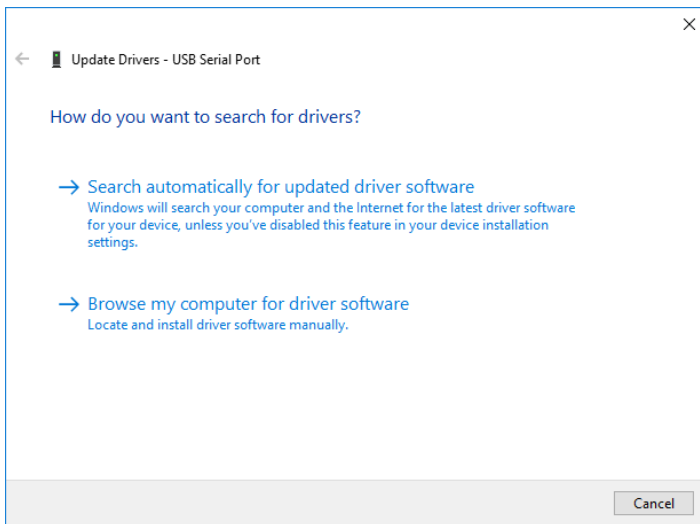 Update Drivers - USB Serial Port
How do you want to search for drivers?
Search automatically for updated driver software
Windows will search your computer and the Internet for the latest driver software
for your device, unless you've disabled this feature in your device installation
settings.
Browse my computer for driver software
Locate and install driver software manually.
Cancel